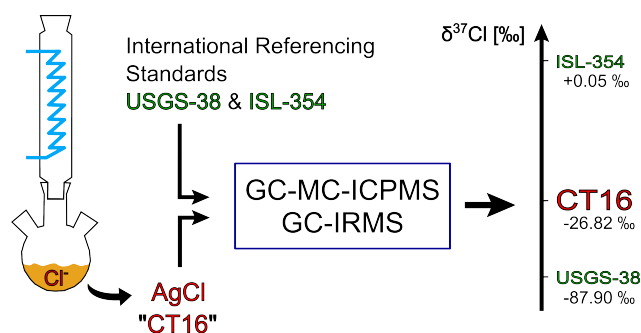 International Referencing
Standards
USGS-38 & ISL-354
GC-MC-ICPMS
GC-IRMS
Cl⁻
AgCl
"CT16"
δ³⁷Cl [‰]
ISL-354
+0.05 ‰
CT16
-26.82 ‰
USGS-38
-87.90 ‰